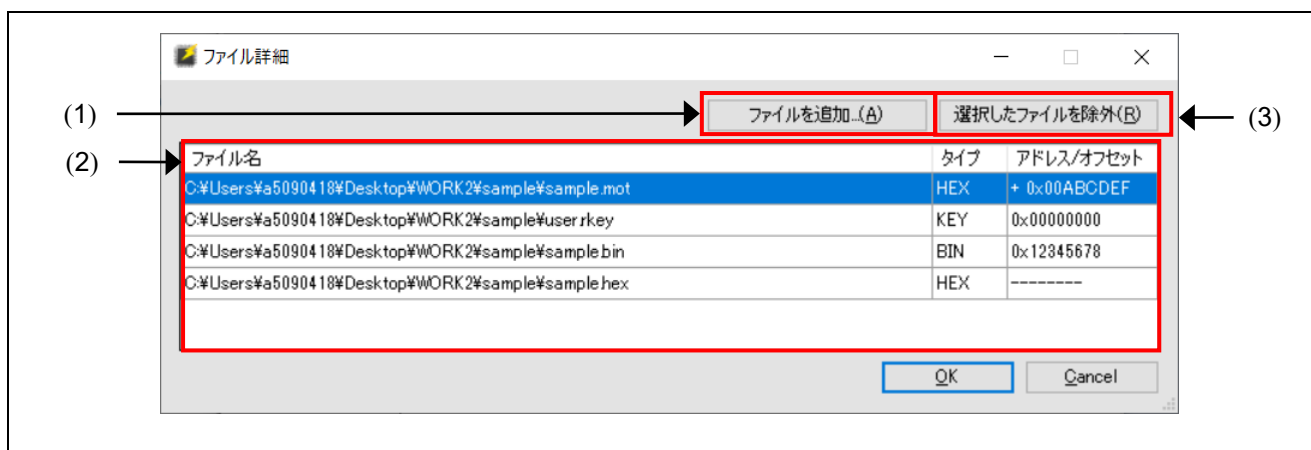 ファイル詳細
(1) ファイルを追加...(A) 選択したファイルを除外(R) (3)
(2) ファイル名 タイプ アドレス/オフセット
C:¥Users¥a5090418¥Desktop¥WORK2¥sample¥sample.mot HEX + 0x00ABCDEF
C:¥Users¥a5090418¥Desktop¥WORK2¥sample¥user.rkey KEY 0x00000000
C:¥Users¥a5090418¥Desktop¥WORK2¥sample¥sample.bin BIN 0x12345678
C:¥Users¥a5090418¥Desktop¥WORK2¥sample¥sample.hex HEX --------
OK Cancel